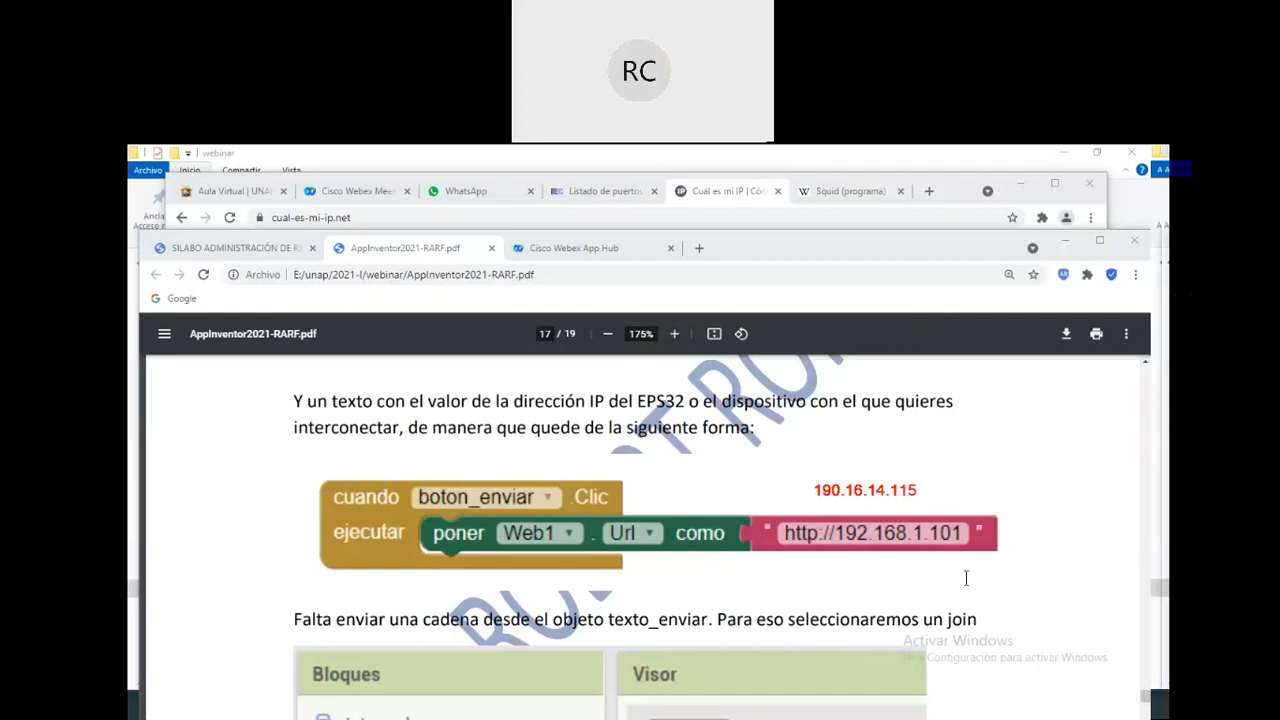 RC
webinar
Archivo Inicio Compartir Vista
Aula Virtual | UNA
Cisco Webex Mee
WhatsApp
Listado de puertos
Cuál es mi IP | Cóm
Squid (programa)
cual-es-mi-ip.net
SILABO ADMINISTRACIÓN DE R
AppInventor2021-RARF.pdf
Cisco Webex App Hub
Archivo E:/unap/2021-I/webinar/AppInventor2021-RARF.pdf
Google
AppInventor2021-RARF.pdf 17 / 19 175%
Y un texto con el valor de la dirección IP del EPS32 o el dispositivo con el que quieres
interconectar, de manera que quede de la siguiente forma:
190.16.14.115
cuando boton_enviar .Clic
ejecutar poner Web1 . Url como " http://192.168.1.101 "
Falta enviar una cadena desde el objeto texto_enviar. Para eso seleccionaremos un join
Activar Windows
Configuración para activar Windows.
Bloques Visor